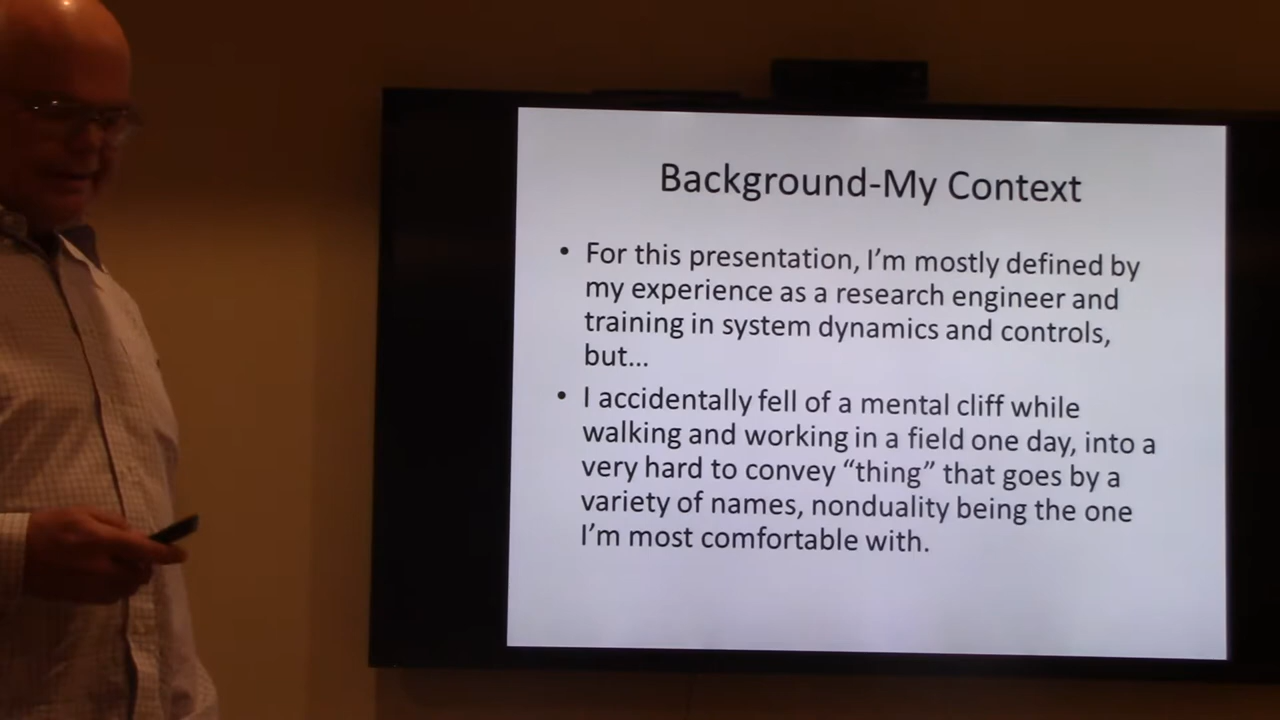 Background-My Context
• For this presentation, I'm mostly defined by
my experience as a research engineer and
training in system dynamics and controls,
but...
• I accidentally fell of a mental cliff while
walking and working in a field one day, into a
very hard to convey “thing” that goes by a
variety of names, nonduality being the one
I'm most comfortable with.